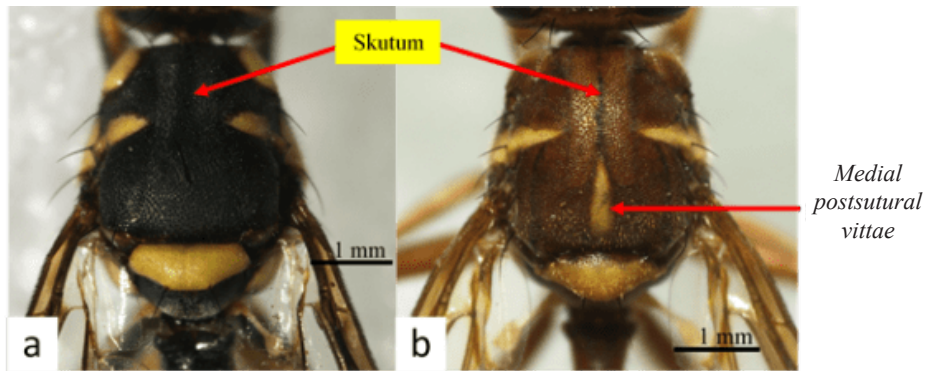 Skutum
Medial
postsutural
vittae
1 mm
1 mm
a
b